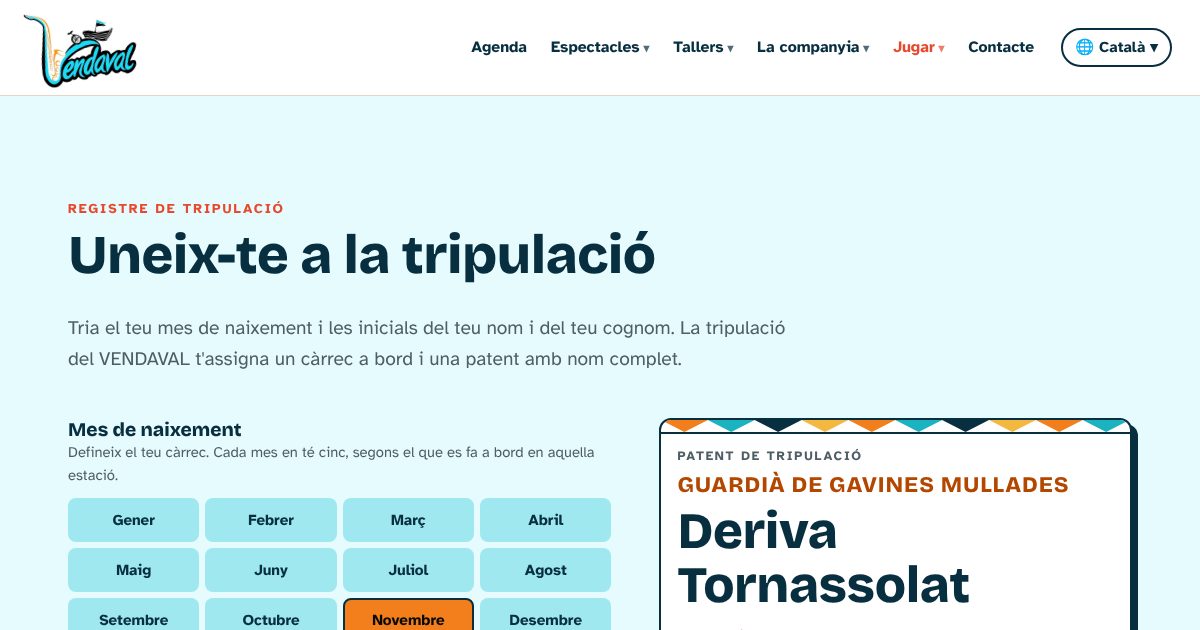 Vendaval
Agenda Espectacles ▾ Tallers ▾ La companyia ▾ Jugar ▾ Contacte 🌐 Català ▾
REGISTRE DE TRIPULACIÓ
Uneix-te a la tripulació
Tria el teu mes de naixement i les inicials del teu nom i del teu cognom. La tripulació
del VENDAVAL t'assigna un càrrec a bord i una patent amb nom complet.
Mes de naixement
Defineix el teu càrrec. Cada mes en té cinc, segons el que es fa a bord en aquella
estació.
Gener Febrer Març Abril
Maig Juny Juliol Agost
Setembre Octubre Novembre Desembre
PATENT DE TRIPULACIÓ
GUARDIÀ DE GAVINES MULLADES
Deriva
Tornassolat